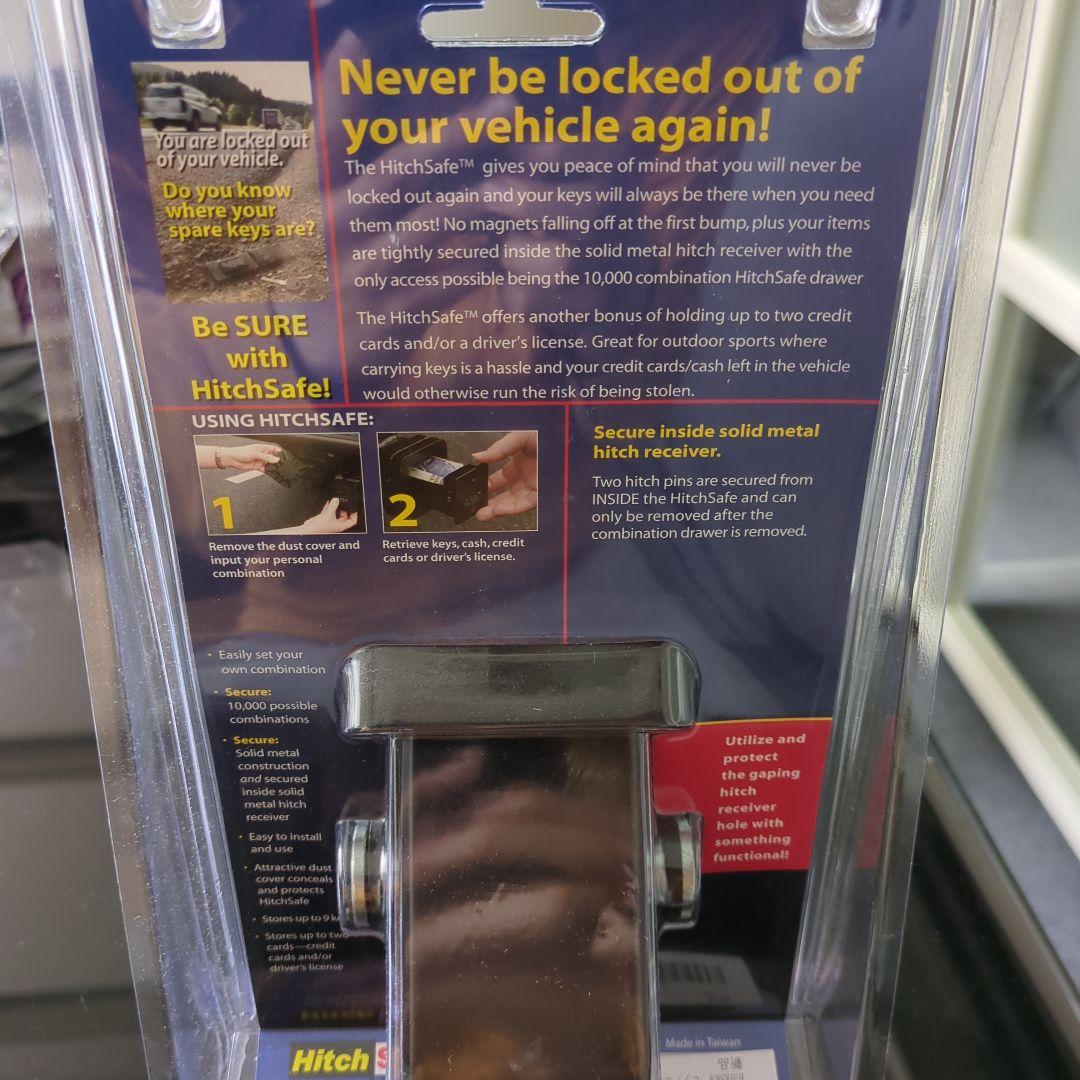 Never be locked out of
your vehicle again!
You are locked out
of your vehicle.
Do you know
where your
spare keys are?
Be SURE
with
HitchSafe!
The HitchSafe™ gives you peace of mind that you will never be
locked out again and your keys will always be there when you need
them most! No magnets falling off at the first bump, plus your items
are tightly secured inside the solid metal hitch receiver with the
only access possible being the 10,000 combination HitchSafe drawer
The HitchSafe™ offers another bonus of holding up to two credit
cards and/or a driver's license. Great for outdoor sports where
carrying keys is a hassle and your credit cards/cash left in the vehicle
would otherwise run the risk of being stolen.
USING HITCHSAFE:
1
Remove the dust cover and
input your personal
combination
2
Retrieve keys, cash, credit
cards or driver's license.
Secure inside solid metal
hitch receiver.
Two hitch pins are secured from
INSIDE the HitchSafe and can
only be removed after the
combination drawer is removed.
• Easily set your
own combination
• Secure:
10,000 possible
combinations
• Secure:
Solid metal
construction
and secured
inside solid
metal hitch
receiver
• Easy to install
and use
• Attractive dust
cover conceals
and protects
HitchSafe
• Stores up to 9
• Stores up to two
cards—credit
cards and/or
driver's license
Utilize and
protect
the gaping
hitch
receiver
hole with
something
functional!
Hitch
Made in Taiwan
新品